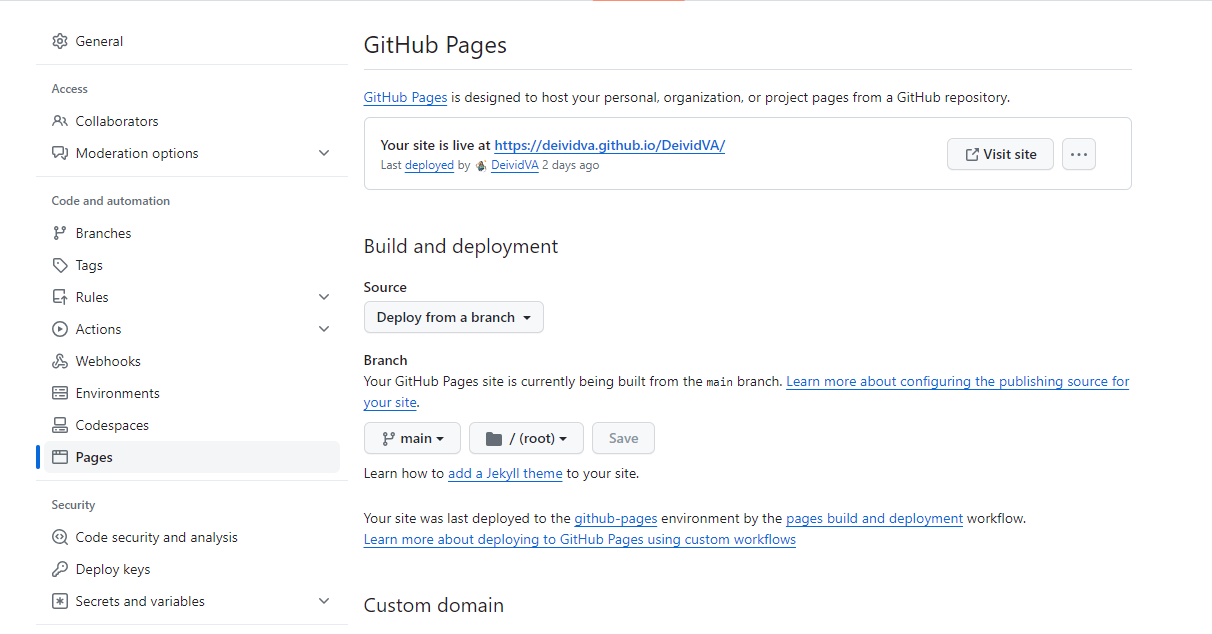 General
Access
Collaborators
Moderation options
Code and automation
Branches
Tags
Rules
Actions
Webhooks
Environments
Codespaces
Pages
Security
Code security and analysis
Deploy keys
Secrets and variables
GitHub Pages
GitHub Pages is designed to host your personal, organization, or project pages from a GitHub repository.
Your site is live at https://deividva.github.io/DeividVA/
Last deployed by DeividVA 2 days ago
Visit site
Build and deployment
Source
Deploy from a branch
Branch
Your GitHub Pages site is currently being built from the main branch. Learn more about configuring the publishing source for
your site.
main
/ (root)
Save
Learn how to add a Jekyll theme to your site.
Your site was last deployed to the github-pages environment by the pages build and deployment workflow.
Learn more about deploying to GitHub Pages using custom workflows
Custom domain